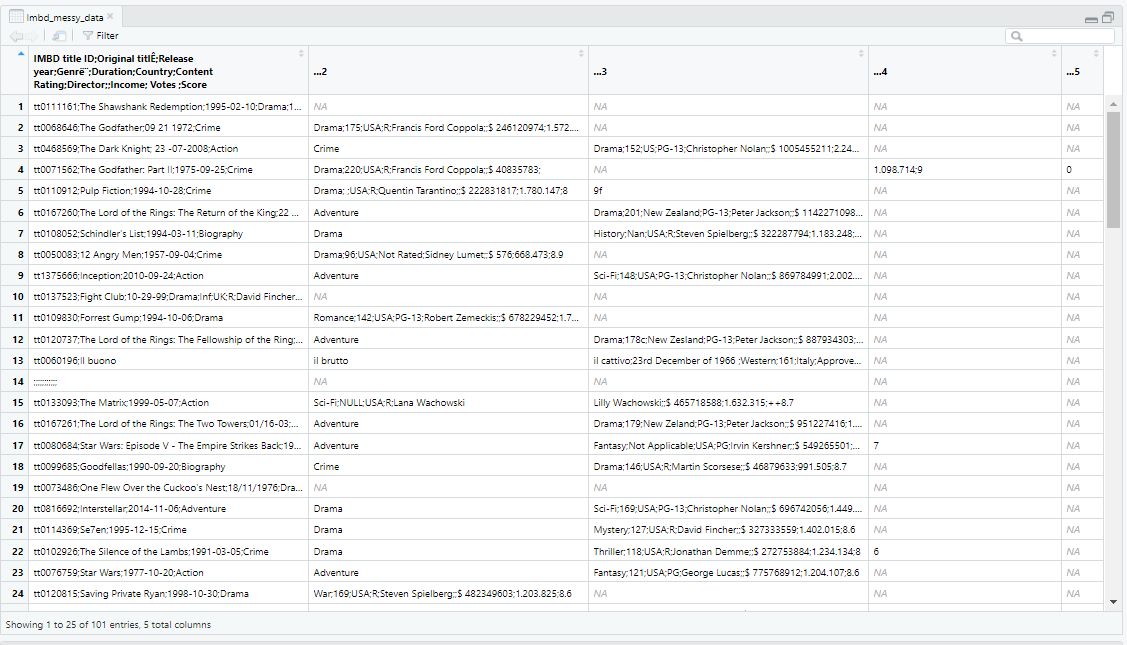 Imbd_messy_data
Filter
IMBD title ID;Original titlÊ;Release
year;Genrë¨;Duration;Country;Content
Rating;Director;;Income; Votes ;Score
...2 ...3 ...4 ...5
1 tt0111161;The Shawshank Redemption;1995-02-10;Drama;1... NA NA NA NA
2 tt0068646;The Godfather;09 21 1972;Crime Drama;175;USA;R;Francis Ford Coppola;;$ 246120974;1.572.... NA NA NA
3 tt0468569;The Dark Knight; 23 -07-2008;Action Crime Drama;152;US;PG-13;Christopher Nolan;;$ 1005455211;2.24... NA NA
4 tt0071562;The Godfather: Part II;1975-09-25;Crime Drama;220;USA;R;Francis Ford Coppola;;$ 40835783; NA 1.098.714;9 0
5 tt0110912;Pulp Fiction;1994-10-28;Crime Drama; ;USA;R;Quentin Tarantino;;$ 222831817;1.780.147;8 9f NA NA
6 tt0167260;The Lord of the Rings: The Return of the King;22 ... Adventure Drama;201;New Zealand;PG-13;Peter Jackson;;$ 1142271098... NA NA
7 tt0108052;Schindler's List;1994-03-11;Biography Drama History;Nan;USA;R;Steven Spielberg;;$ 322287794;1.183.248;... NA NA
8 tt0050083;12 Angry Men;1957-09-04;Crime Drama;96;USA;Not Rated;Sidney Lumet;;$ 576;668.473;8.9 NA NA NA
9 tt1375666;Inception;2010-09-24;Action Adventure Sci-Fi;148;USA;PG-13;Christopher Nolan;;$ 869784991;2.002.... NA NA
10 tt0137523;Fight Club;10-29-99;Drama;Inf;UK;R;David Fincher... NA NA NA NA
11 tt0109830;Forrest Gump;1994-10-06;Drama Romance;142;USA;PG-13;Robert Zemeckis;;$ 678229452;1.7... NA NA NA
12 tt0120737;The Lord of the Rings: The Fellowship of the Ring;... Adventure Drama;178c;New Zesland;PG-13;Peter Jackson;;$ 887934303;... NA NA
13 tt0060196;Il buono il brutto il cattivo;23rd December of 1966 ;Western;161;Italy;Approve... NA NA
14 ;;;;;;;;;;;; NA NA NA NA
15 tt0133093;The Matrix;1999-05-07;Action Sci-Fi;NULL;USA;R;Lana Wachowski Lilly Wachowski;;$ 465718588;1.632.315;++8.7 NA NA
16 tt0167261;The Lord of the Rings: The Two Towers;01/16-03;... Adventure Drama;179;New Zeland;PG-13;Peter Jackson;;$ 951227416;1.... NA NA
17 tt0080684;Star Wars: Episode V - The Empire Strikes Back;19... Adventure Fantasy;Not Applicable;USA;PG;Irvin Kershner;;$ 549265501;... 7 NA
18 tt0099685;Goodfellas;1990-09-20;Biography Crime Drama;146;USA;R;Martin Scorsese;;$ 46879633;991.505;8.7 NA NA
19 tt0073486;One Flew Over the Cuckoo's Nest;18/11/1976;Dra... NA NA NA NA
20 tt0816692;Interstellar;2014-11-06;Adventure Drama Sci-Fi;169;USA;PG-13;Christopher Nolan;;$ 696742056;1.449.... NA NA
21 tt0114369;Se7en;1995-12-15;Crime Drama Mystery;127;USA;R;David Fincher;;$ 327333559;1.402.015;8.6 NA NA
22 tt0102926;The Silence of the Lambs;1991-03-05;Crime Drama Thriller;118;USA;R;Jonathan Demme;;$ 272753884;1.234.134;8 6 NA
23 tt0076759;Star Wars;1977-10-20;Action Adventure Fantasy;121;USA;PG;George Lucas;;$ 775768912;1.204.107;8.6 NA NA
24 tt0120815;Saving Private Ryan;1998-10-30;Drama War;169;USA;R;Steven Spielberg;;$ 482349603;1.203.825;8.6 NA NA NA
Showing 1 to 25 of 101 entries, 5 total columns